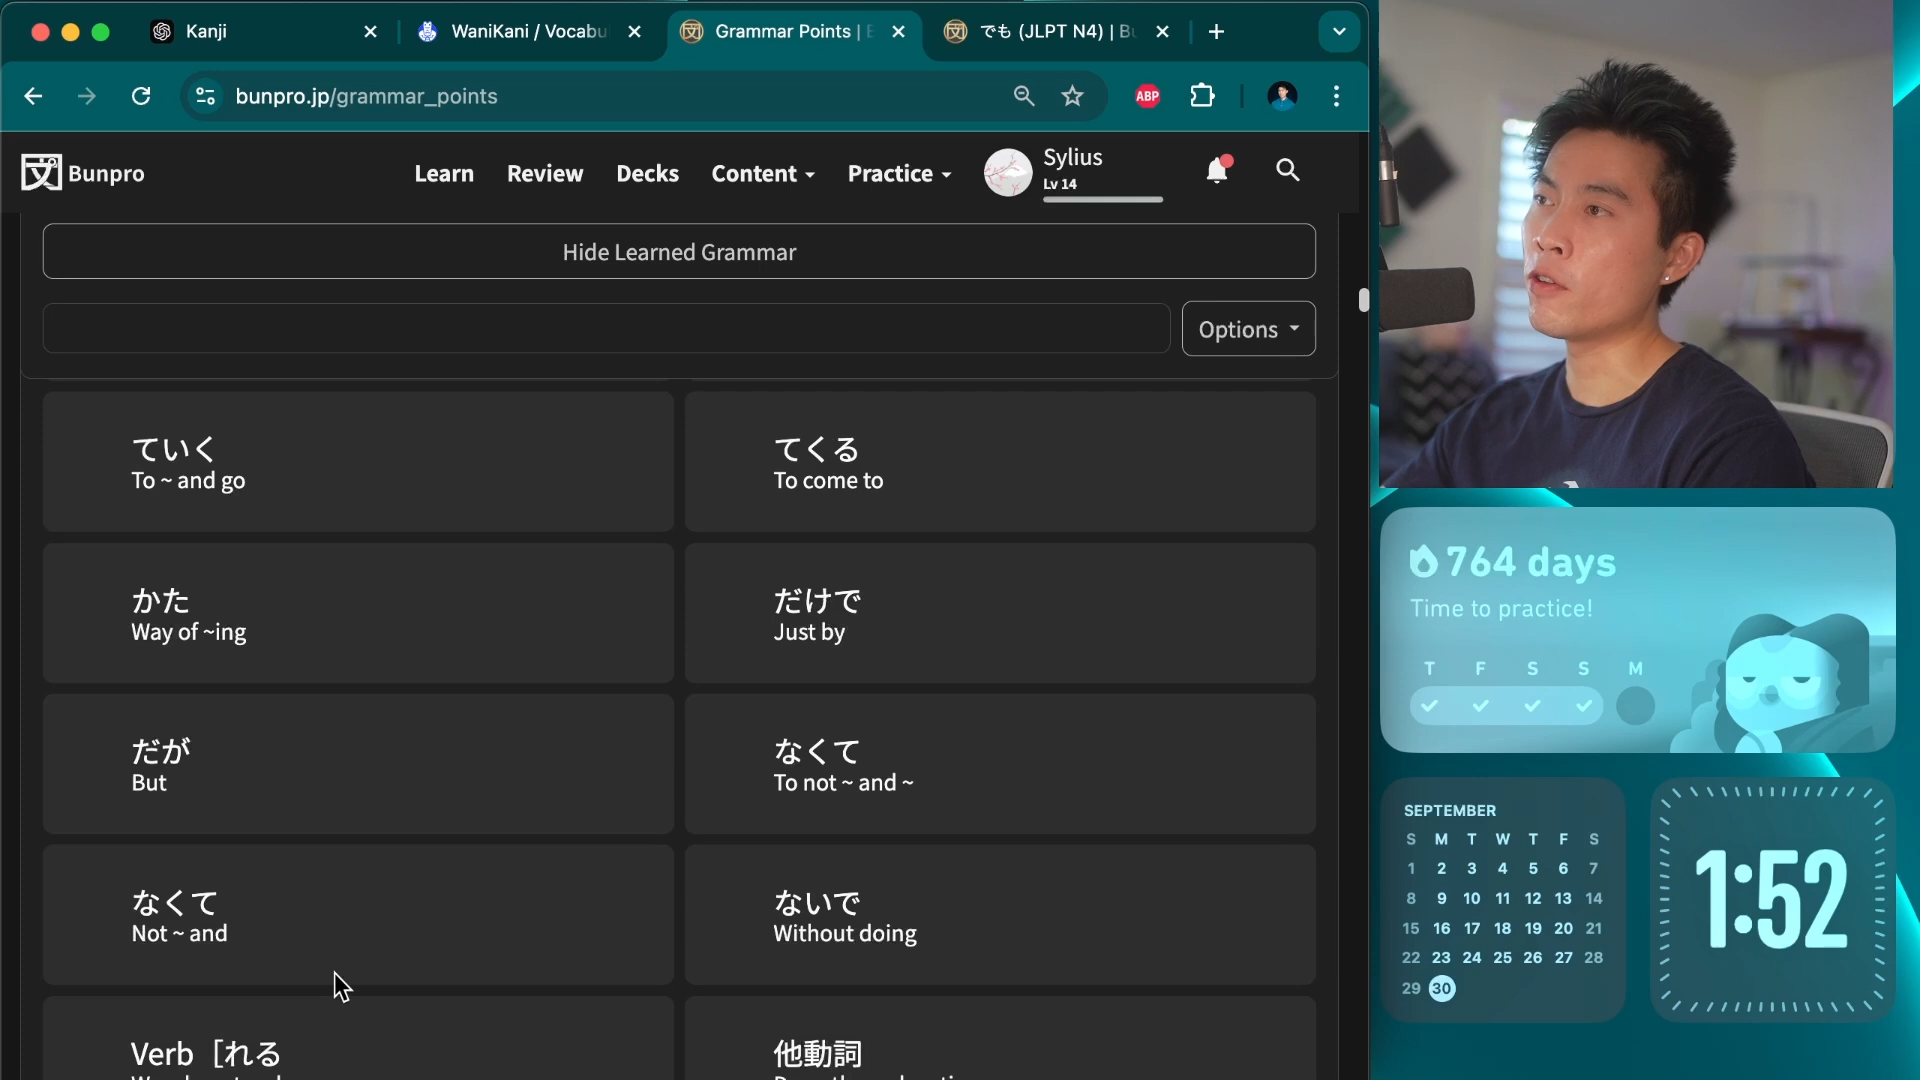 Kanji
WaniKani / Vocabu
Grammar Points |
でも (JLPT N4) | Bu
bunpro.jp/grammar_points
ABP
Bunpro
Learn
Review
Decks
Content
Practice
Sylius
Lv 14
Hide Learned Grammar
Options
ていく
To ~ and go
てくる
To come to
かた
Way of ~ing
だけで
Just by
だが
But
なくて
To not ~ and ~
なくて
Not ~ and
ないで
Without doing
Verb［れる
他動詞
764 days
Time to practice!
T F S S M
SEPTEMBER
S M T W T F S
1 2 3 4 5 6 7
8 9 10 11 12 13 14
15 16 17 18 19 20 21
22 23 24 25 26 27 28
29 30
1:52